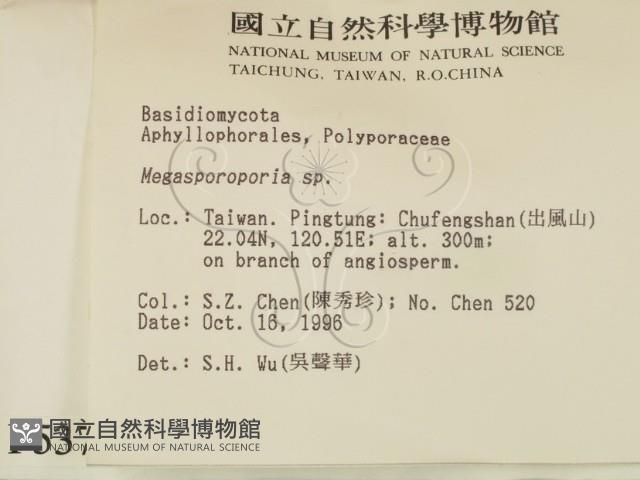 國立自然科學博物館
NATIONAL MUSEUM OF NATURAL SCIENCE
TAICHUNG, TAIWAN, R.O.CHINA
Basidiomycota
Aphyllophorales, Polyporaceae
Megasporoporia sp.
Loc.: Taiwan. Pingtung: Chufengshan(出風山)
22.04N, 120.51E; alt. 300m;
on branch of angiosperm.
Col.: S.Z. Chen(陳秀珍); No. Chen 520
Date: Oct. 16, 1996
Det.: S.H. Wu(吳聲華)
國立自然科學博物館
NATIONAL MUSEUM OF NATURAL SCIENCE